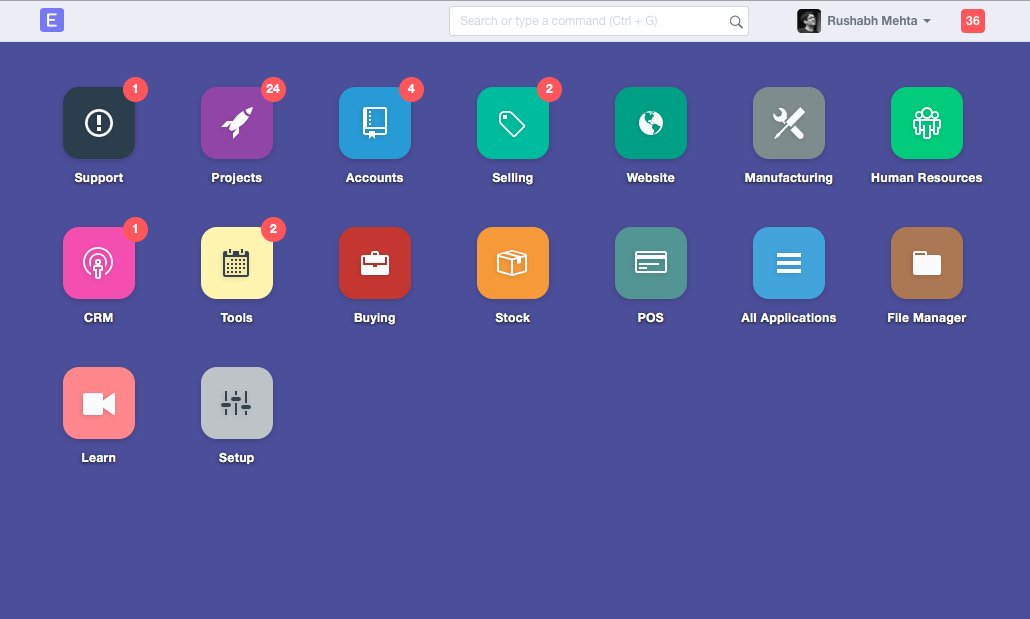 E
Search or type a command (Ctrl + G)
Rushabh Mehta
36
1
24
4
2
Support
Projects
Accounts
Selling
Website
Manufacturing
Human Resources
1
2
CRM
Tools
Buying
Stock
POS
All Applications
File Manager
Learn
Setup